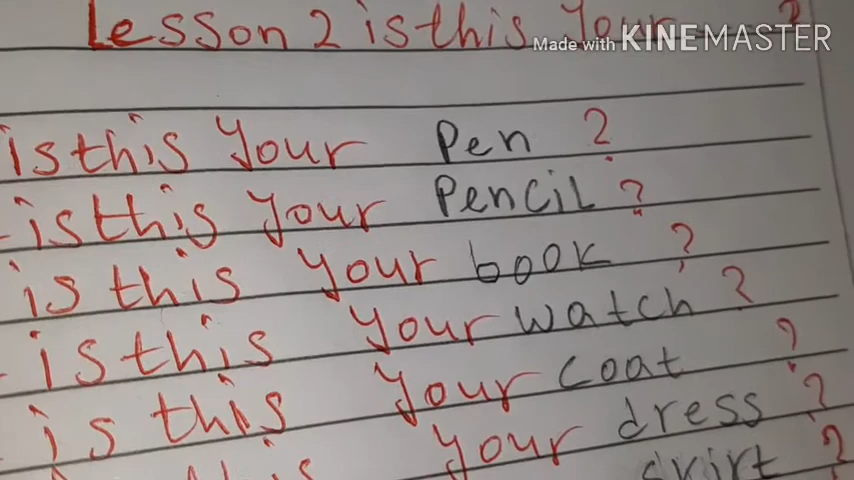 Lesson 2 is this your ?
Made with KINEMASTER
is this your Pen ?
- is this your Pencil ?
is this your book ?
- is this your watch ?
- is this your coat ?
is this your dress ?
this skirt ?